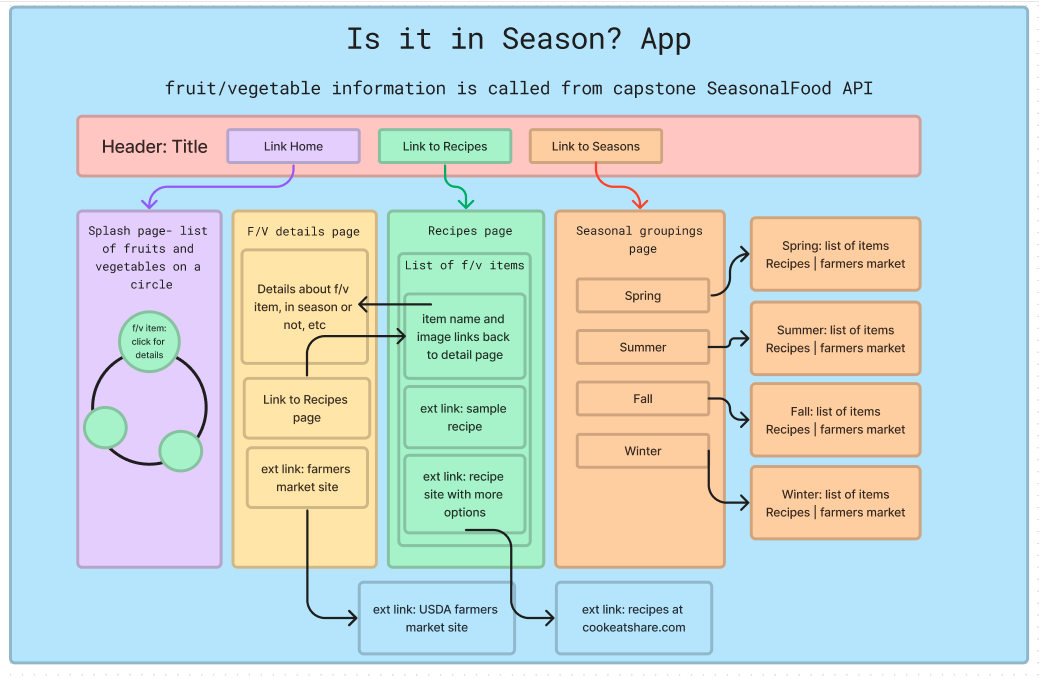 Is it in Season? App
fruit/vegetable information is called from capstone SeasonalFood API
Header: Title
Link Home
Link to Recipes
Link to Seasons
Splash page- list
of fruits and
vegetables on a
circle
f/v item:
click for
details
F/V details page
Details about f/v
item, in season or
not, etc
Link to Recipes
page
ext link: farmers
market site
Recipes page
List of f/v items
item name and
image links back
to detail page
ext link: sample
recipe
ext link: recipe
site with more
options
Seasonal groupings
page
Spring
Summer
Fall
Winter
Spring: list of items
Recipes | farmers market
Summer: list of items
Recipes | farmers market
Fall: list of items
Recipes | farmers market
Winter: list of items
Recipes | farmers market
ext link: USDA farmers
market site
ext link: recipes at
cookeatshare.com